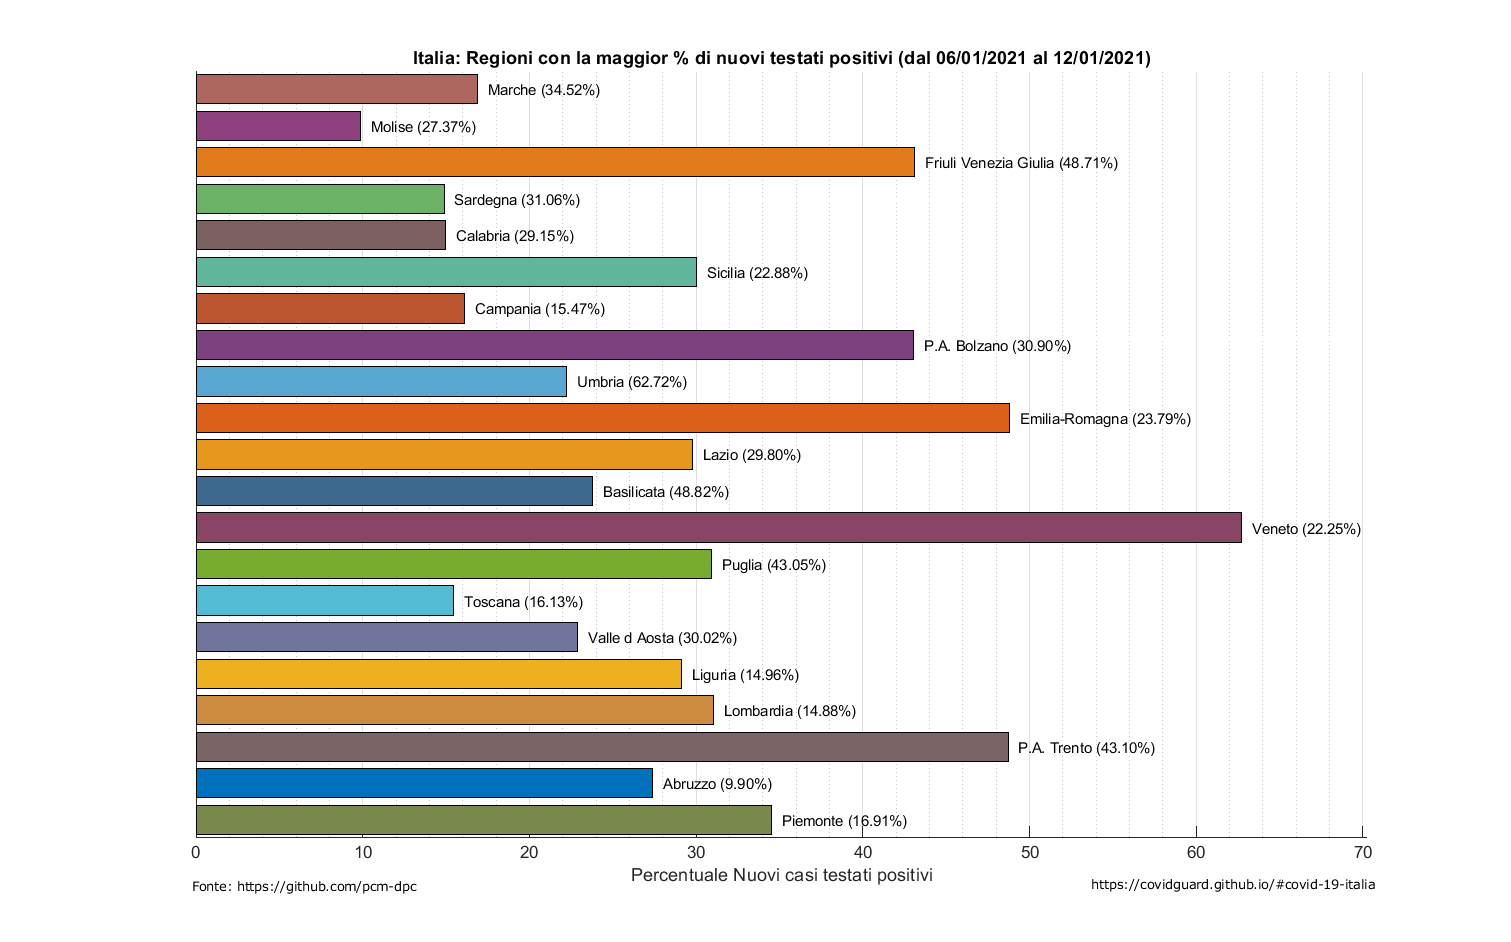 Italia: Regioni con la maggior % di nuovi testati positivi (dal 06/01/2021 al 12/01/2021)
Marche (34.52%)
Molise (27.37%)
Friuli Venezia Giulia (48.71%)
Sardegna (31.06%)
Calabria (29.15%)
Sicilia (22.88%)
Campania (15.47%)
P.A. Bolzano (30.90%)
Umbria (62.72%)
Emilia-Romagna (23.79%)
Lazio (29.80%)
Basilicata (48.82%)
Veneto (22.25%)
Puglia (43.05%)
Toscana (16.13%)
Valle d Aosta (30.02%)
Liguria (14.96%)
Lombardia (14.88%)
P.A. Trento (43.10%)
Abruzzo (9.90%)
Piemonte (16.91%)
0 10 20 30 40 50 60 70
Percentuale Nuovi casi testati positivi
Fonte: https://github.com/pcm-dpc
https://covidguard.github.io/#covid-19-italia